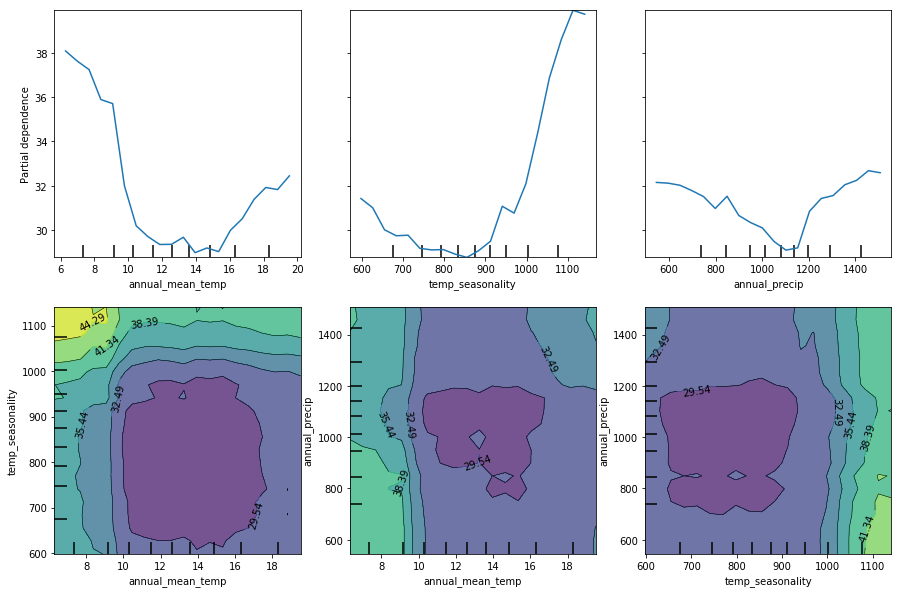 Partial dependence
38
36
34
32
30
6 8 10 12 14 16 18 20
annual_mean_temp
600 700 800 900 1000 1100
temp_seasonality
600 800 1000 1200 1400
annual_precip
temp_seasonality
1100
1000
900
800
700
600
44.29
41.34
38.39
35.44
32.49
29.54
8 10 12 14 16 18
annual_mean_temp
annual_precip
1400
1200
1000
800
600
35.44
32.49
38.39
29.54
32.49
8 10 12 14 16 18
annual_mean_temp
annual_precip
1400
1200
1000
800
600
32.49
29.54
32.49
35.44
38.39
41.34
600 700 800 900 1000 1100
temp_seasonality